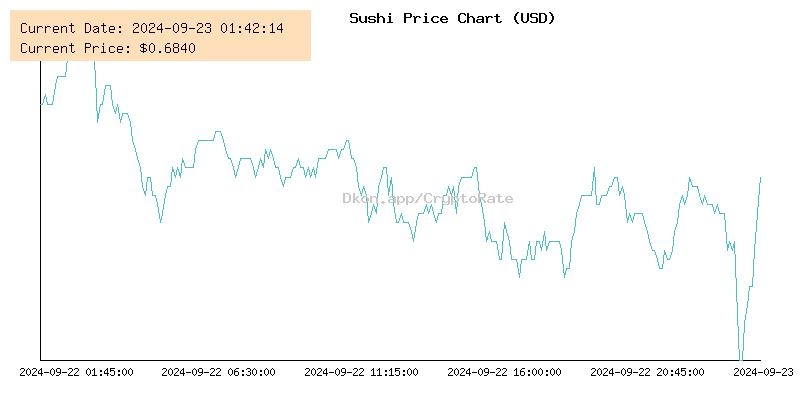 Sushi Price Chart (USD)
Current Date: 2024-09-23 01:42:14
Current Price: $0.6840
Dkon.app/CryptoRate
2024-09-22 01:45:00 2024-09-22 06:30:00 2024-09-22 11:15:00 2024-09-22 16:00:00 2024-09-22 20:45:00 2024-09-23